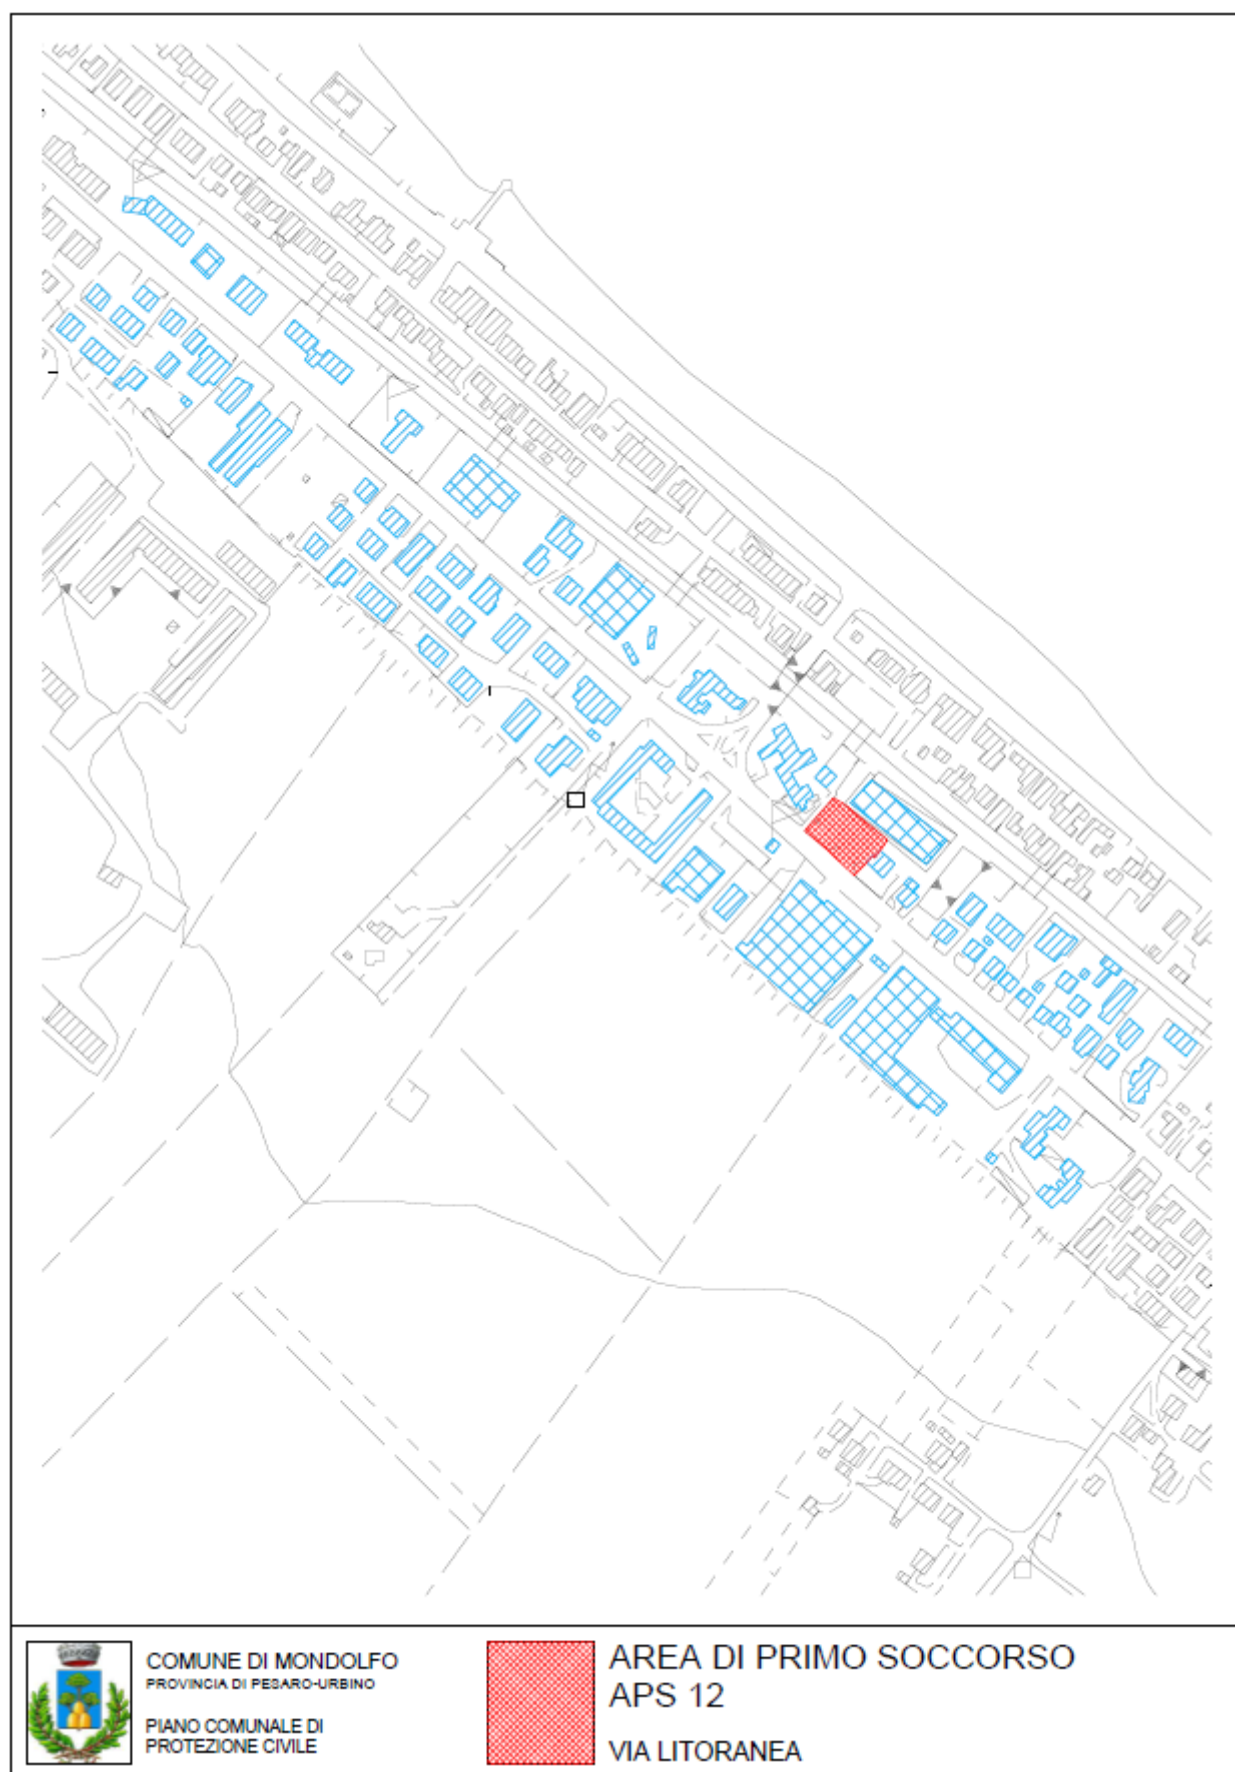 COMUNE DI MONDOLFO
PROVINCIA DI PESARO-URBINO
PIANO COMUNALE DI
PROTEZIONE CIVILE
AREA DI PRIMO SOCCORSO
APS 12
VIA LITORANEA